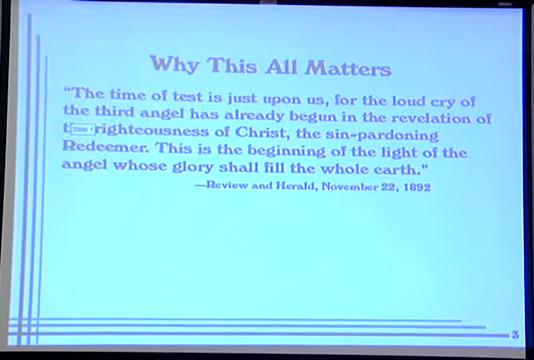 Why This All Matters
“The time of test is just upon us, for the loud cry of
the third angel has already begun in the revelation of
t righteousness of Christ, the sin-pardoning
Redeemer. This is the beginning of the light of the
angel whose glory shall fill the whole earth.”
—Review and Herald, November 22, 1892
3